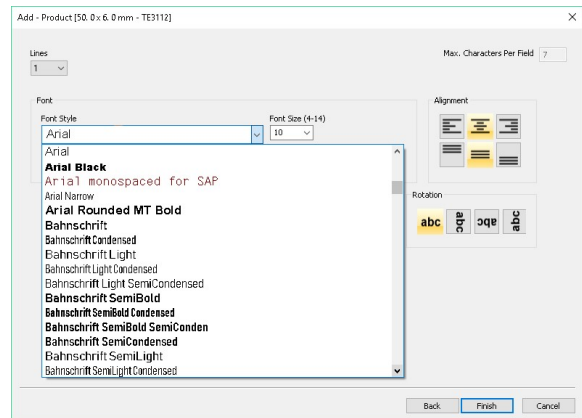 Add - Product [50. 0 x 6. 0 mm - TE3112]
Lines
Max. Characters Per Field 7
1
Font
Alignment
Font Style
Font Size (4-14)
Arial
10
Arial
Arial Black
Arial monospaced for SAP
Arial Narrow
Arial Rounded MT Bold
Bahnschrift
Bahnschrift Condensed
Bahnschrift Light
Bahnschrift Light Condensed
Bahnschrift Light SemiCondensed
Bahnschrift SemiBold
Bahnschrift SemiBold Condensed
Bahnschrift SemiBold SemiConden
Bahnschrift SemiCondensed
Bahnschrift SemiLight
Bahnschrift SemiLight Condensed
Rotation
abc abc abc abc
Back Finish Cancel